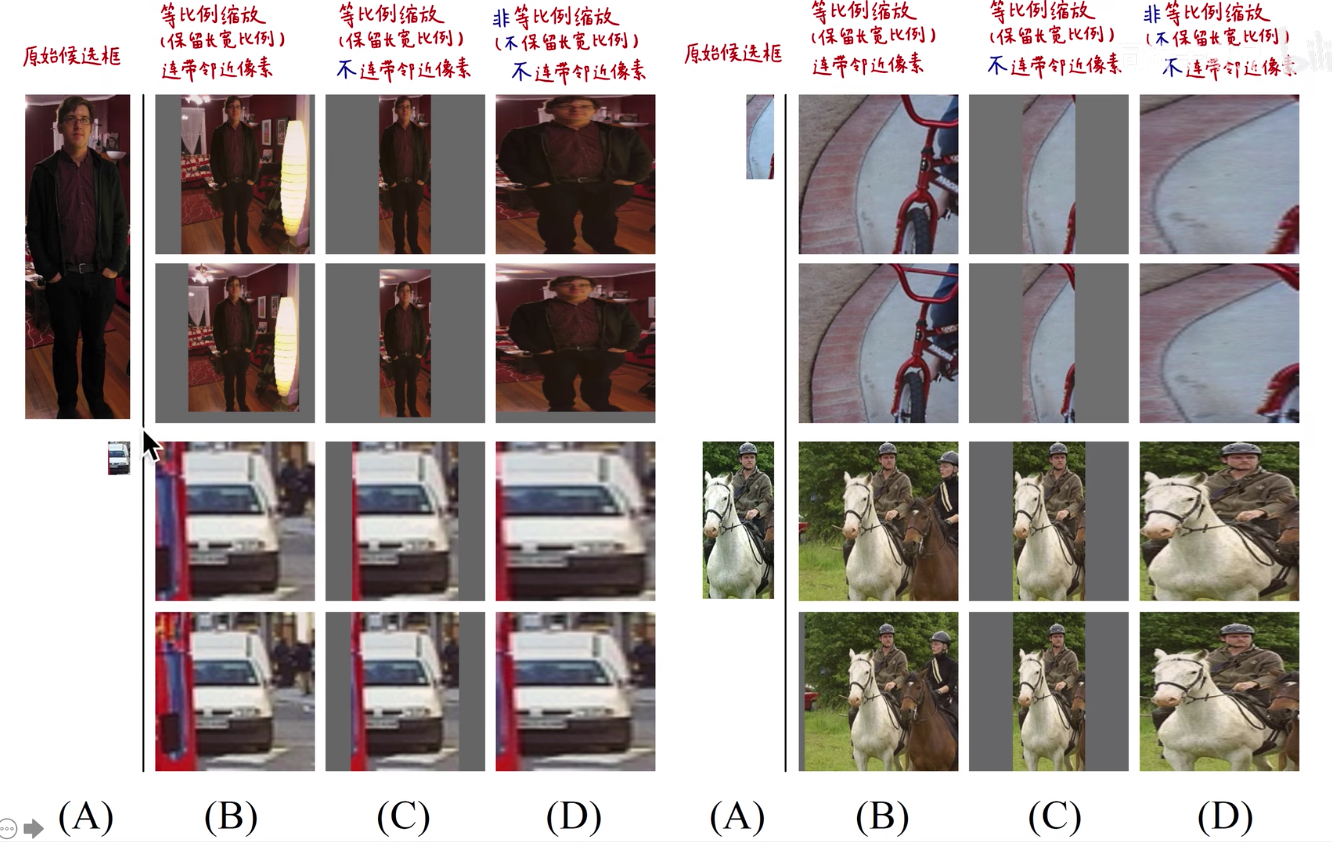 原始候选框
等比例缩放
(保留长宽比例)
连带邻近像素
等比例缩放
(保留长宽比例)
不连带邻近像素
非等比例缩放
(不保留长宽比例)
不连带邻近像素
原始候选框
等比例缩放
(保留长宽比例)
连带邻近像素
等比例缩放
(保留长宽比例)
不连带邻近像素
非等比例缩放
(不保留长宽比例)
不连带邻近像素
(A)
(B)
(C)
(D)
(A)
(B)
(C)
(D)